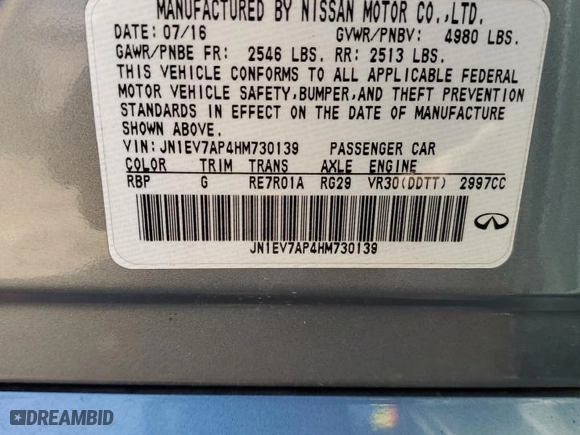 MANUFACTURED BY NISSAN MOTOR CO.,LTD.
DATE: 07/16 GVWR/PNBV: 4980 LBS.
GAWR/PNBE FR: 2546 LBS. RR: 2513 LBS.
THIS VEHICLE CONFORMS TO ALL APPLICABLE FEDERAL
MOTOR VEHICLE SAFETY,BUMPER,AND THEFT PREVENTION
STANDARDS IN EFFECT ON THE DATE OF MANUFACTURE
SHOWN ABOVE.
VIN: JN1EV7AP4HM730139 PASSENGER CAR
COLOR TRIM TRANS AXLE ENGINE
RBP G RE7R01A RG29 VR30(DDTT) 2997CC
JN1EV7AP4HM730139
DREAMBID